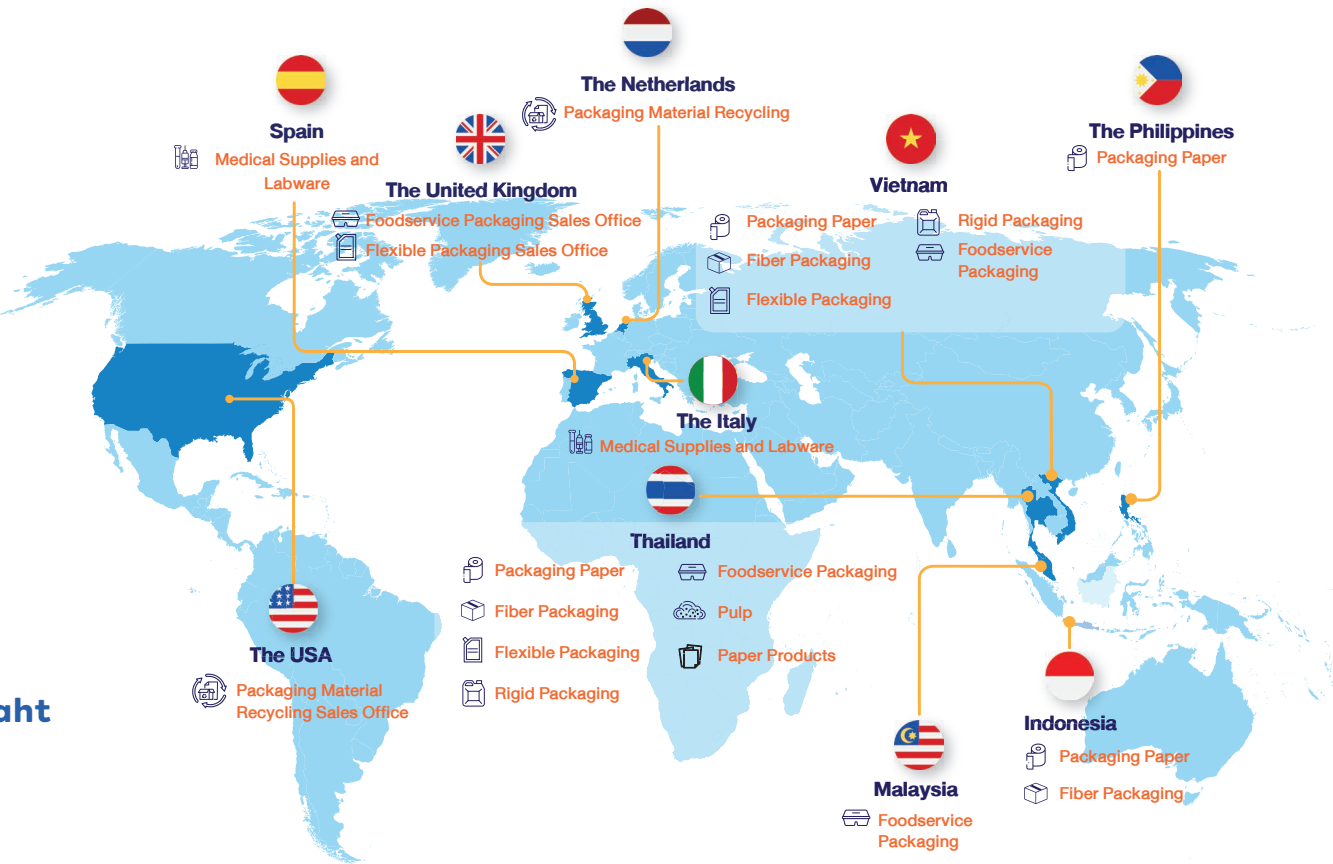 The Netherlands
Packaging Material Recycling
Spain
Medical Supplies and
Labware
The United Kingdom
Foodservice Packaging Sales Office
Flexible Packaging Sales Office
Vietnam
Packaging Paper
Fiber Packaging
Flexible Packaging
Rigid Packaging
Foodservice
Packaging
The Philippines
Packaging Paper
The Italy
Medical Supplies and Labware
Thailand
Packaging Paper
Fiber Packaging
Flexible Packaging
Rigid Packaging
Foodservice Packaging
Pulp
Paper Products
The USA
Packaging Material
Recycling Sales Office
aht
Malaysia
Foodservice
Packaging
Indonesia
Packaging Paper
Fiber Packaging